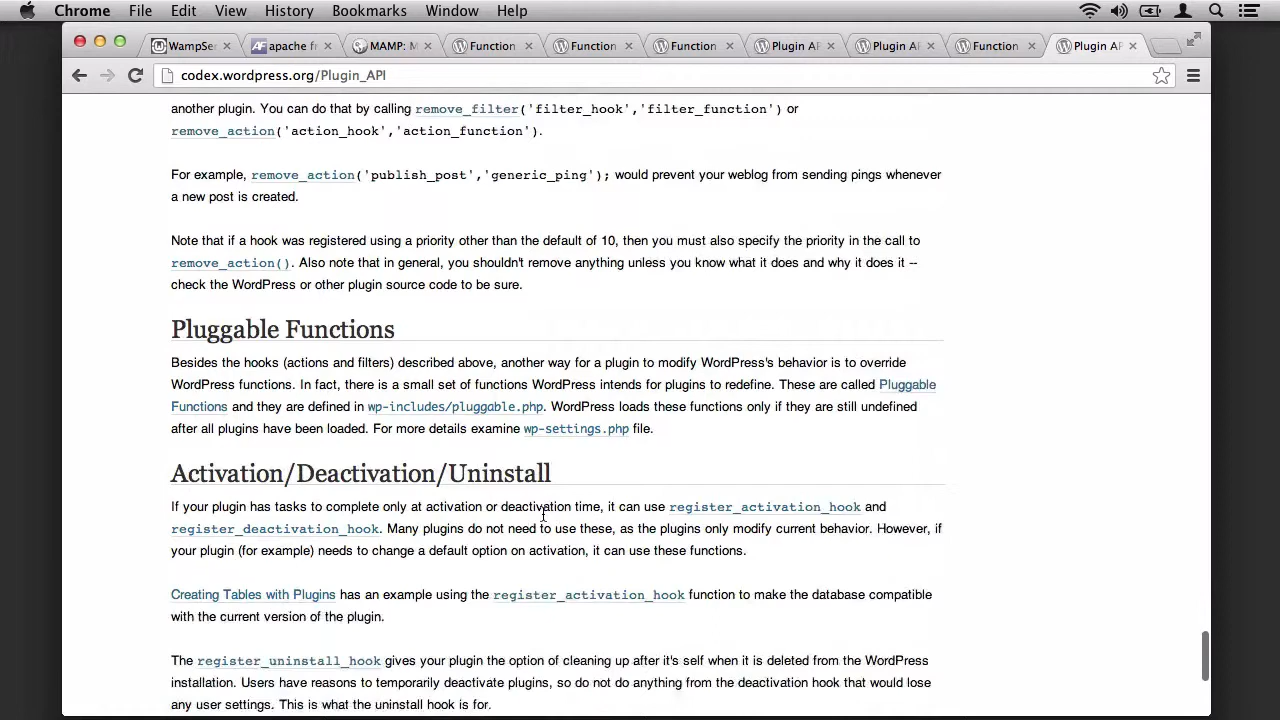 Chrome File Edit View History Bookmarks Window Help
WampSe apache f MAMP: M Function Function Function Plugin AP Plugin AP Function Plugin AP
codex.wordpress.org/Plugin_API
another plugin. You can do that by calling remove_filter('filter_hook','filter_function') or
remove_action('action_hook','action_function').
For example, remove_action('publish_post','generic_ping'); would prevent your weblog from sending pings whenever
a new post is created.
Note that if a hook was registered using a priority other than the default of 10, then you must also specify the priority in the call to
remove_action(). Also note that in general, you shouldn't remove anything unless you know what it does and why it does it --
check the WordPress or other plugin source code to be sure.
Pluggable Functions
Besides the hooks (actions and filters) described above, another way for a plugin to modify WordPress's behavior is to override
WordPress functions. In fact, there is a small set of functions WordPress intends for plugins to redefine. These are called Pluggable
Functions and they are defined in wp-includes/pluggable.php. WordPress loads these functions only if they are still undefined
after all plugins have been loaded. For more details examine wp-settings.php file.
Activation/Deactivation/Uninstall
If your plugin has tasks to complete only at activation or deactivation time, it can use register_activation_hook and
register_deactivation_hook. Many plugins do not need to use these, as the plugins only modify current behavior. However, if
your plugin (for example) needs to change a default option on activation, it can use these functions.
Creating Tables with Plugins has an example using the register_activation_hook function to make the database compatible
with the current version of the plugin.
The register_uninstall_hook gives your plugin the option of cleaning up after it's self when it is deleted from the WordPress
installation. Users have reasons to temporarily deactivate plugins, so do not do anything from the deactivation hook that would lose
any user settings. This is what the uninstall hook is for.